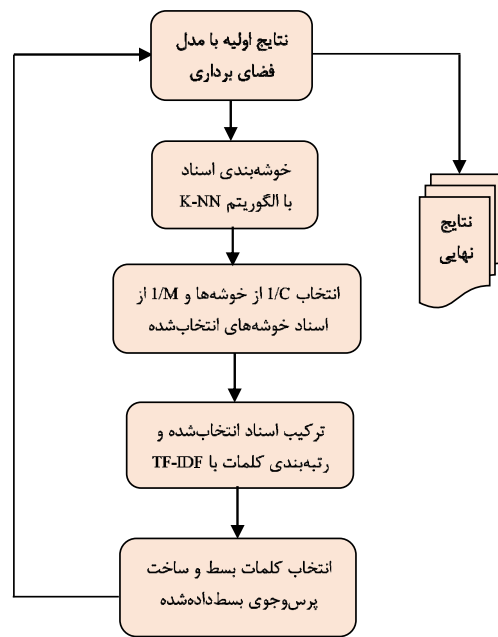 نتایج اولیه با مدل
فضای برداری
خوشه‌بندی اسناد
با الگوریتم K-NN
نتایج
نهایی
انتخاب 1/C از خوشه‌ها و 1/M از
اسناد خوشه‌های انتخاب‌شده
ترکیب اسناد انتخاب‌شده و
رتبه‌بندی کلمات با TF-IDF
انتخاب کلمات بسط و ساخت
پرس‌وجوی بسط‌داده‌شده